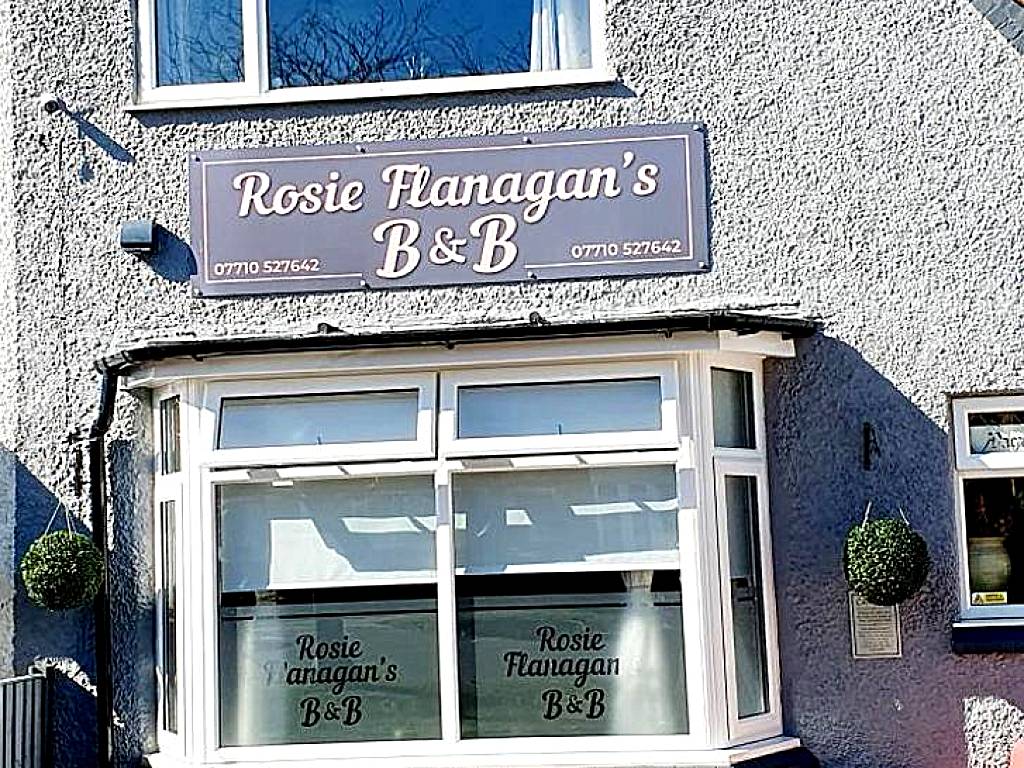 Rosie Flanagan's
B&B
07710 527642
07710 527642
Rosie
Flanagan's
B&B
Rosie
Flanagan
B&B